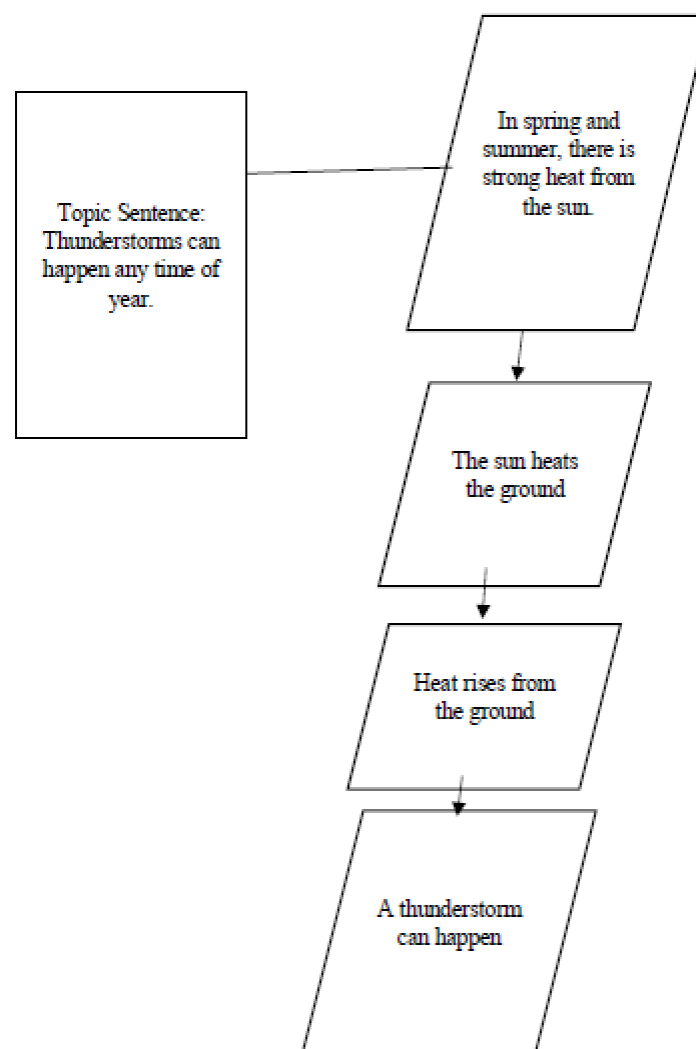 Topic Sentence:
Thunderstorms can
happen any time of
year.
In spring and
summer, there is
strong heat from
the sun.
The sun heats
the ground
Heat rises from
the ground
A thunderstorm
can happen